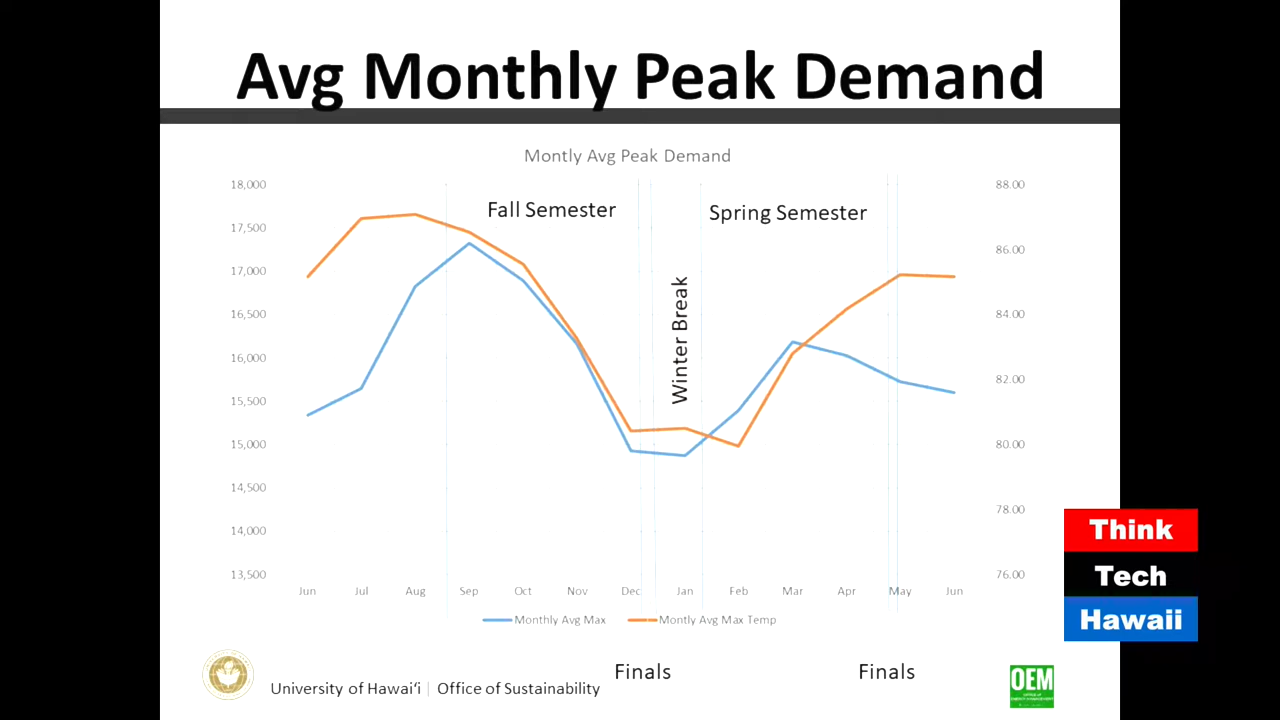 Avg Monthly Peak Demand
Montly Avg Peak Demand
18,000
17,500
17,000
16,500
16,000
15,500
15,000
14,500
14,000
13,500
88.00
86.00
84.00
82.00
80.00
78.00
76.00
Fall Semester
Spring Semester
Winter Break
Jun Jul Aug Sep Oct Nov Dec Jan Feb Mar Apr May Jun
Monthly Avg Max Montly Avg Max Temp
Finals Finals
University of Hawaiʻi | Office of Sustainability
OEM
Think
Tech
Hawaii